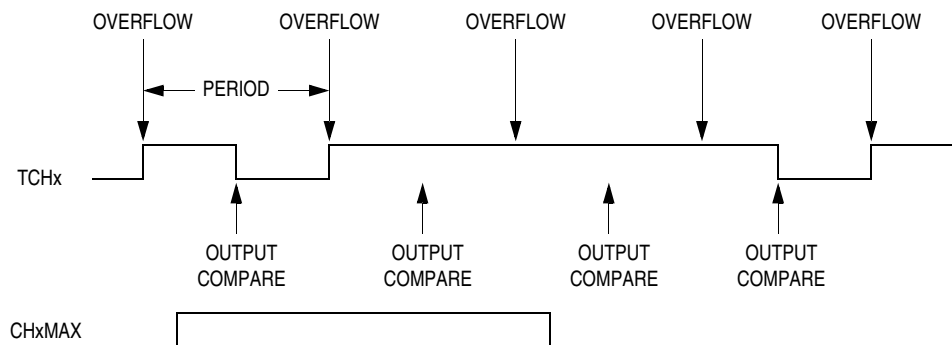 OVERFLOW OVERFLOW OVERFLOW OVERFLOW OVERFLOW
PERIOD
TCHx
OUTPUT OUTPUT OUTPUT OUTPUT
COMPARE COMPARE COMPARE COMPARE
CHxMAX